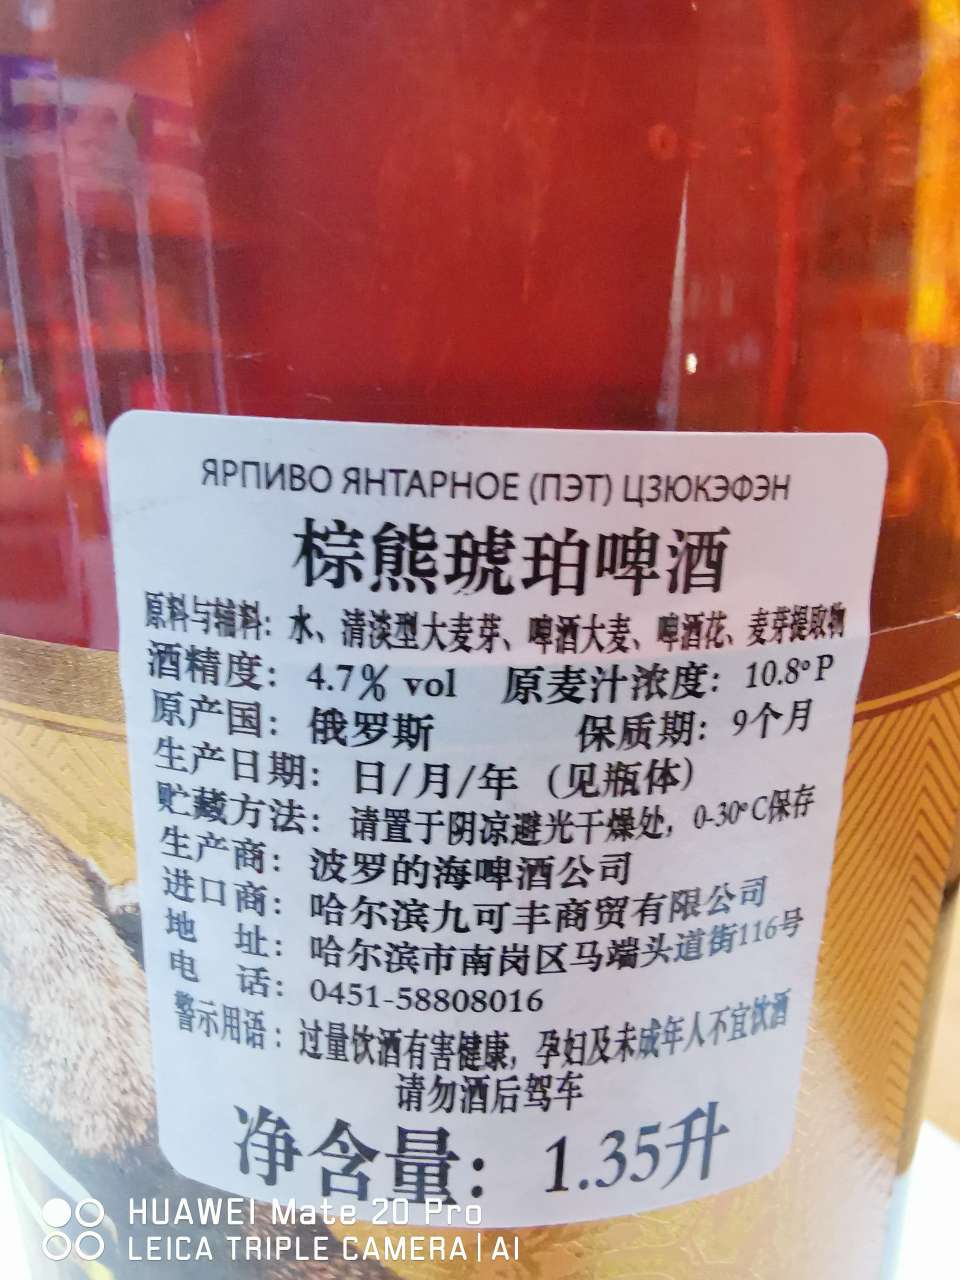 ЯРПИВО ЯНТАРНОЕ (ПЭТ) ЦЗЮКЭФЭН
棕熊琥珀啤酒
原料与辅料：水、清淡型大麦芽、啤酒大麦、啤酒花、麦芽提取物
酒精度：4.7% vol 原麦汁浓度：10.8°P
原产国：俄罗斯 保质期：9个月
生产日期：日/月/年（见瓶体）
贮藏方法：请置于阴凉避光干燥处，0-30°C保存
生产商：波罗的海啤酒公司
进口商：哈尔滨九可丰商贸有限公司
地 址：哈尔滨市南岗区马端头道街116号
电 话：0451-58808016
警示用语：过量饮酒有害健康，孕妇及未成年人不宜饮酒
请勿酒后驾车
净含量：1.35升
HUAWEI Mate 20 Pro
LEICA TRIPLE CAMERA | AI